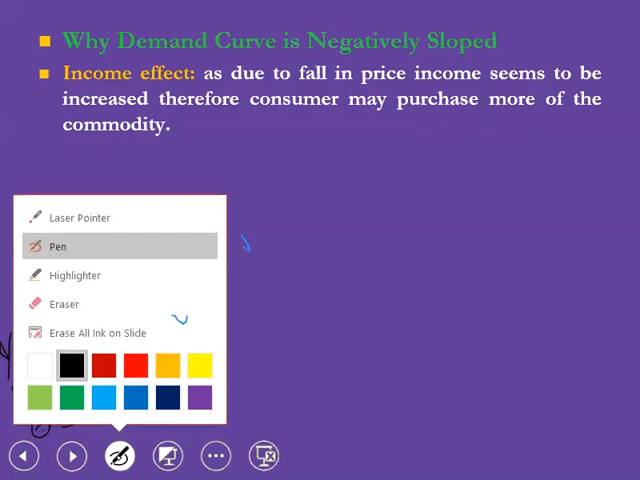 Why Demand Curve is Negatively Sloped
Income effect: as due to fall in price income seems to be
increased therefore consumer may purchase more of the
commodity.
Laser Pointer
Pen
Highlighter
Eraser
Erase All Ink on Slide